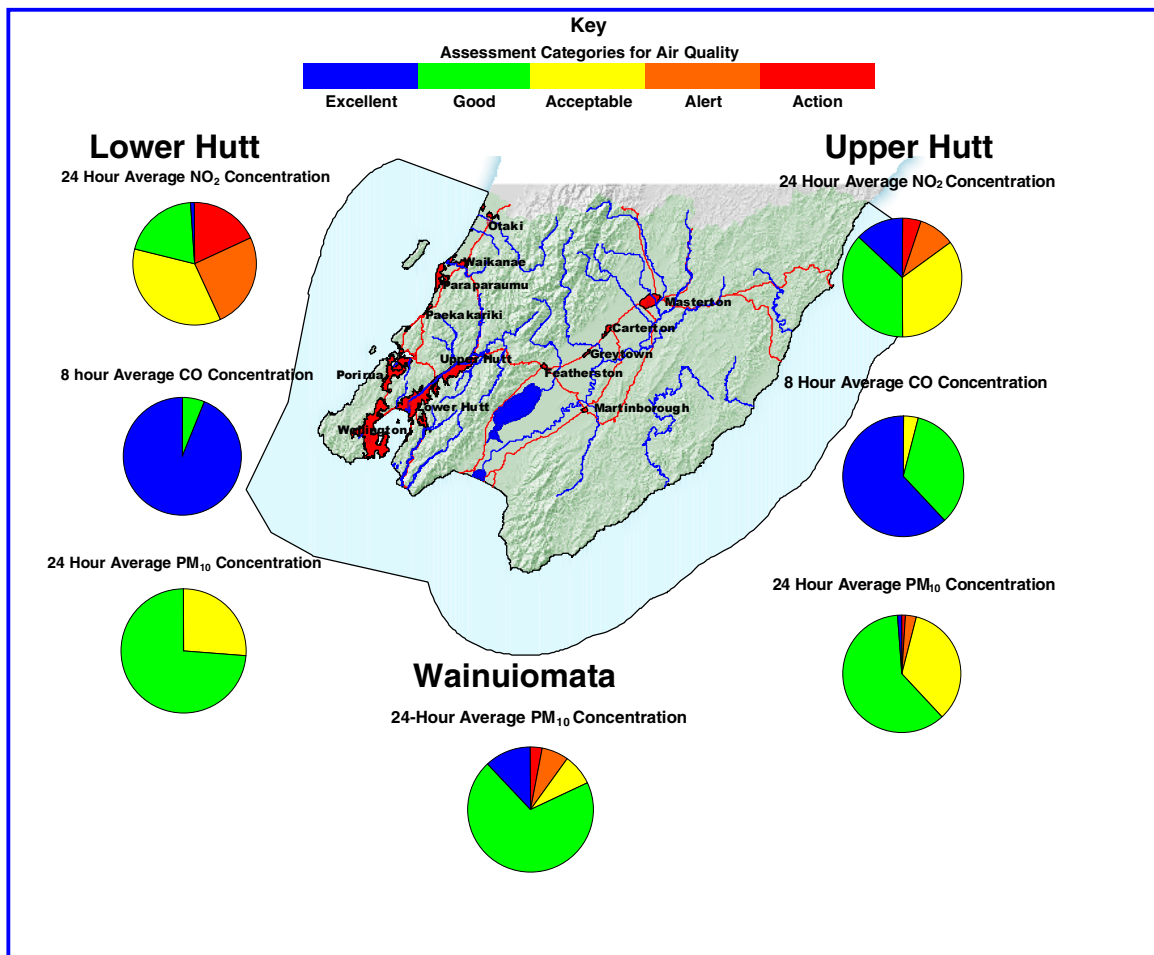 Key
Assessment Categories for Air Quality
Excellent Good Acceptable Alert Action
Lower Hutt
24 Hour Average NO₂ Concentration
8 hour Average CO Concentration
24 Hour Average PM₁₀ Concentration
Upper Hutt
24 Hour Average NO₂ Concentration
8 Hour Average CO Concentration
24 Hour Average PM₁₀ Concentration
Otaki
Waikanae
Paraparaumu
Paekakariki
Masterton
Carterton
Greytown
Upper Hutt
Featherston
Porirua
Lower Hutt
Martinborough
Wellington
Wainuiomata
24-Hour Average PM₁₀ Concentration